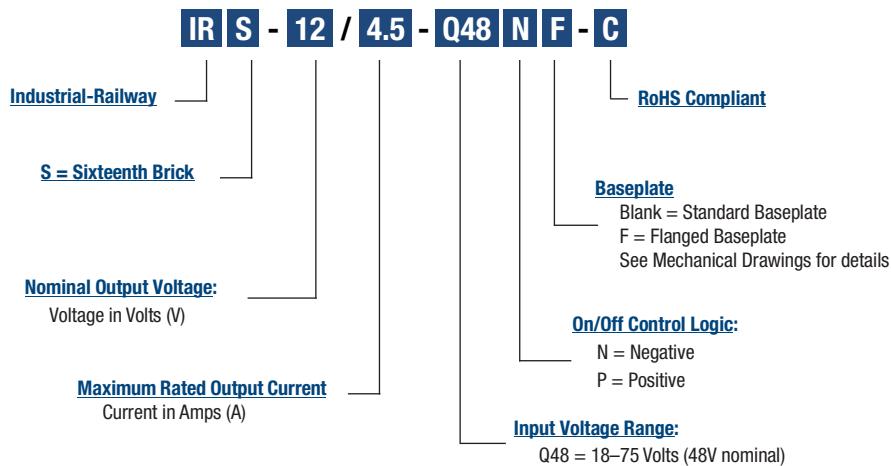 IRS - 12 / 4.5 - Q48NF - C
Industrial-Railway
RoHS Compliant
S = Sixteenth Brick
Baseplate
Blank = Standard Baseplate
F = Flanged Baseplate
See Mechanical Drawings for details
Nominal Output Voltage:
Voltage in Volts (V)
On/Off Control Logic:
N = Negative
P = Positive
Maximum Rated Output Current
Current in Amps (A)
Input Voltage Range:
Q48 = 18–75 Volts (48V nominal)